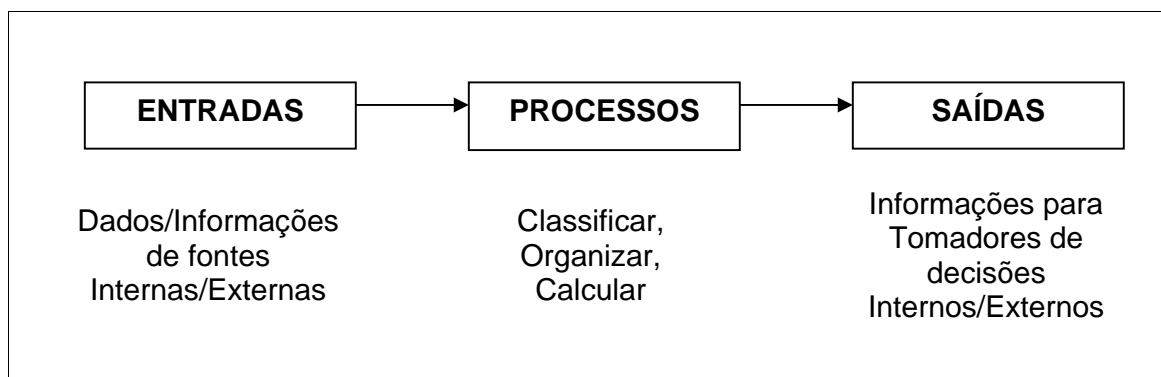 ENTRADAS
PROCESSOS
SAÍDAS
Dados/Informações
de fontes
Internas/Externas
Classificar,
Organizar,
Calcular
Informações para
Tomadores de
decisões
Internos/Externos